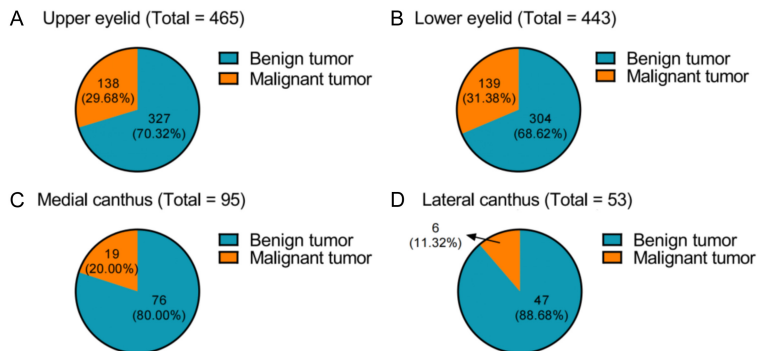 A Upper eyelid (Total = 465)
138
(29.68%)
327
(70.32%)
Benign tumor
Malignant tumor
B Lower eyelid (Total = 443)
139
(31.38%)
304
(68.62%)
Benign tumor
Malignant tumor
C Medial canthus (Total = 95)
19
(20.00%)
76
(80.00%)
Benign tumor
Malignant tumor
D Lateral canthus (Total = 53)
6
(11.32%)
47
(88.68%)
Benign tumor
Malignant tumor